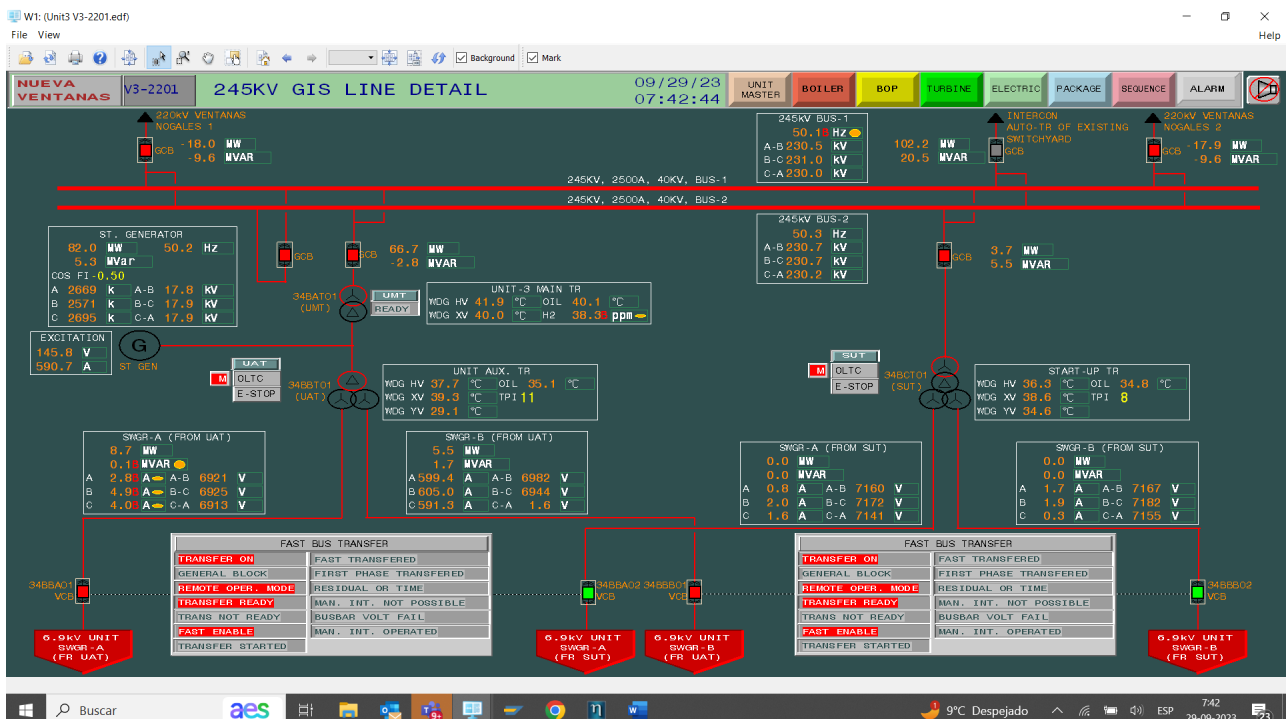 W1: (Unit3 V3-2201.edf)
File View Help
Background Mark
NUEVA VENTANAS
V3-2201
245KV GIS LINE DETAIL
09/29/23
07:42:44
UNIT MASTER
BOILER
BOP
TURBINE
ELECTRIC
PACKAGE
SEQUENCE
ALARM
220kV VENTANAS
NOGALES 1
GCB
-18.0 MW
-9.6 MVAR
245kV BUS-1
50.1 Hz
A-B 230.5 kV
B-C 231.0 kV
C-A 230.0 kV
102.2 MW
20.5 MVAR
INTERCON
AUTO-TR OF EXISTING
SWITCHYARD
GCB
220kV VENTANAS
NOGALES 2
GCB
-17.9 MW
-9.6 MVAR
245KV, 2500A, 40KV, BUS-1
245KV, 2500A, 40KV, BUS-2
ST. GENERATOR
82.0 MW 50.2 Hz
5.3 MVar
COS FI -0.50
A 2669 k A-B 17.8 kV
B 2571 k B-C 17.9 kV
C 2695 k C-A 17.9 kV
GCB
GCB
66.7 MW
-2.8 MVAR
245kV BUS-2
50.3 Hz
A-B 230.7 kV
B-C 230.7 kV
C-A 230.2 kV
GCB
3.7 MW
5.5 MVAR
34BAT01
(UMT)
UMT
READY
UNIT-3 MAIN TR
WDG HV 41.9 °C OIL 40.1 °C
WDG XV 40.0 °C H2 38.3 ppm
EXCITATION
145.8 V
590.7 A
G
ST GEN
M
UAT
OLTC
E-STOP
34BBT01
(UAT)
UNIT AUX. TR
WDG HV 37.7 °C OIL 35.1 °C
WDG XV 39.3 °C TPI 11
WDG YV 29.1 °C
M
SUT
OLTC
E-STOP
34BCT01
(SUT)
START-UP TR
WDG HV 36.3 °C OIL 34.8 °C
WDG XV 38.6 °C TPI 8
WDG YV 34.6 °C
SWGR-A (FROM UAT)
8.7 MW
0.1 MVAR
A 2.8 A A-B 6921 V
B 4.9 A B-C 6925 V
C 4.0 A C-A 6913 V
SWGR-B (FROM UAT)
5.5 MW
1.7 MVAR
A 599.4 A A-B 6982 V
B 605.0 A B-C 6944 V
C 591.3 A C-A 1.6 V
SWGR-A (FROM SUT)
0.0 MW
0.0 MVAR
A 0.8 A A-B 7160 V
B 2.0 A B-C 7172 V
C 1.6 A C-A 7141 V
SWGR-B (FROM SUT)
0.0 MW
0.0 MVAR
A 1.7 A A-B 7167 V
B 1.9 A B-C 7182 V
C 0.3 A C-A 7155 V
FAST BUS TRANSFER
TRANSFER ON FAST TRANSFERED
GENERAL BLOCK FIRST PHASE TRANSFERED
REMOTE OPER. MODE RESIDUAL OR TIME
TRANSFER READY MAN. INT. NOT POSSIBLE
TRANS NOT READY BUSBAR VOLT FAIL
FAST ENABLE MAN. INT. OPERATED
TRANSFER STARTED
FAST BUS TRANSFER
TRANSFER ON FAST TRANSFERED
GENERAL BLOCK FIRST PHASE TRANSFERED
REMOTE OPER. MODE RESIDUAL OR TIME
TRANSFER READY MAN. INT. NOT POSSIBLE
TRANS NOT READY BUSBAR VOLT FAIL
FAST ENABLE MAN. INT. OPERATED
TRANSFER STARTED
34BBA01
VCB
34BBA02
VCB
34BBB01
VCB
34BBB02
VCB
6.9kV UNIT
SWGR-A
(FR UAT)
6.9kV UNIT
SWGR-A
(FR SUT)
6.9kV UNIT
SWGR-B
(FR UAT)
6.9kV UNIT
SWGR-B
(FR SUT)
Buscar
aes
9+
9°C Despejado
ESP
7:42
29-09-2023